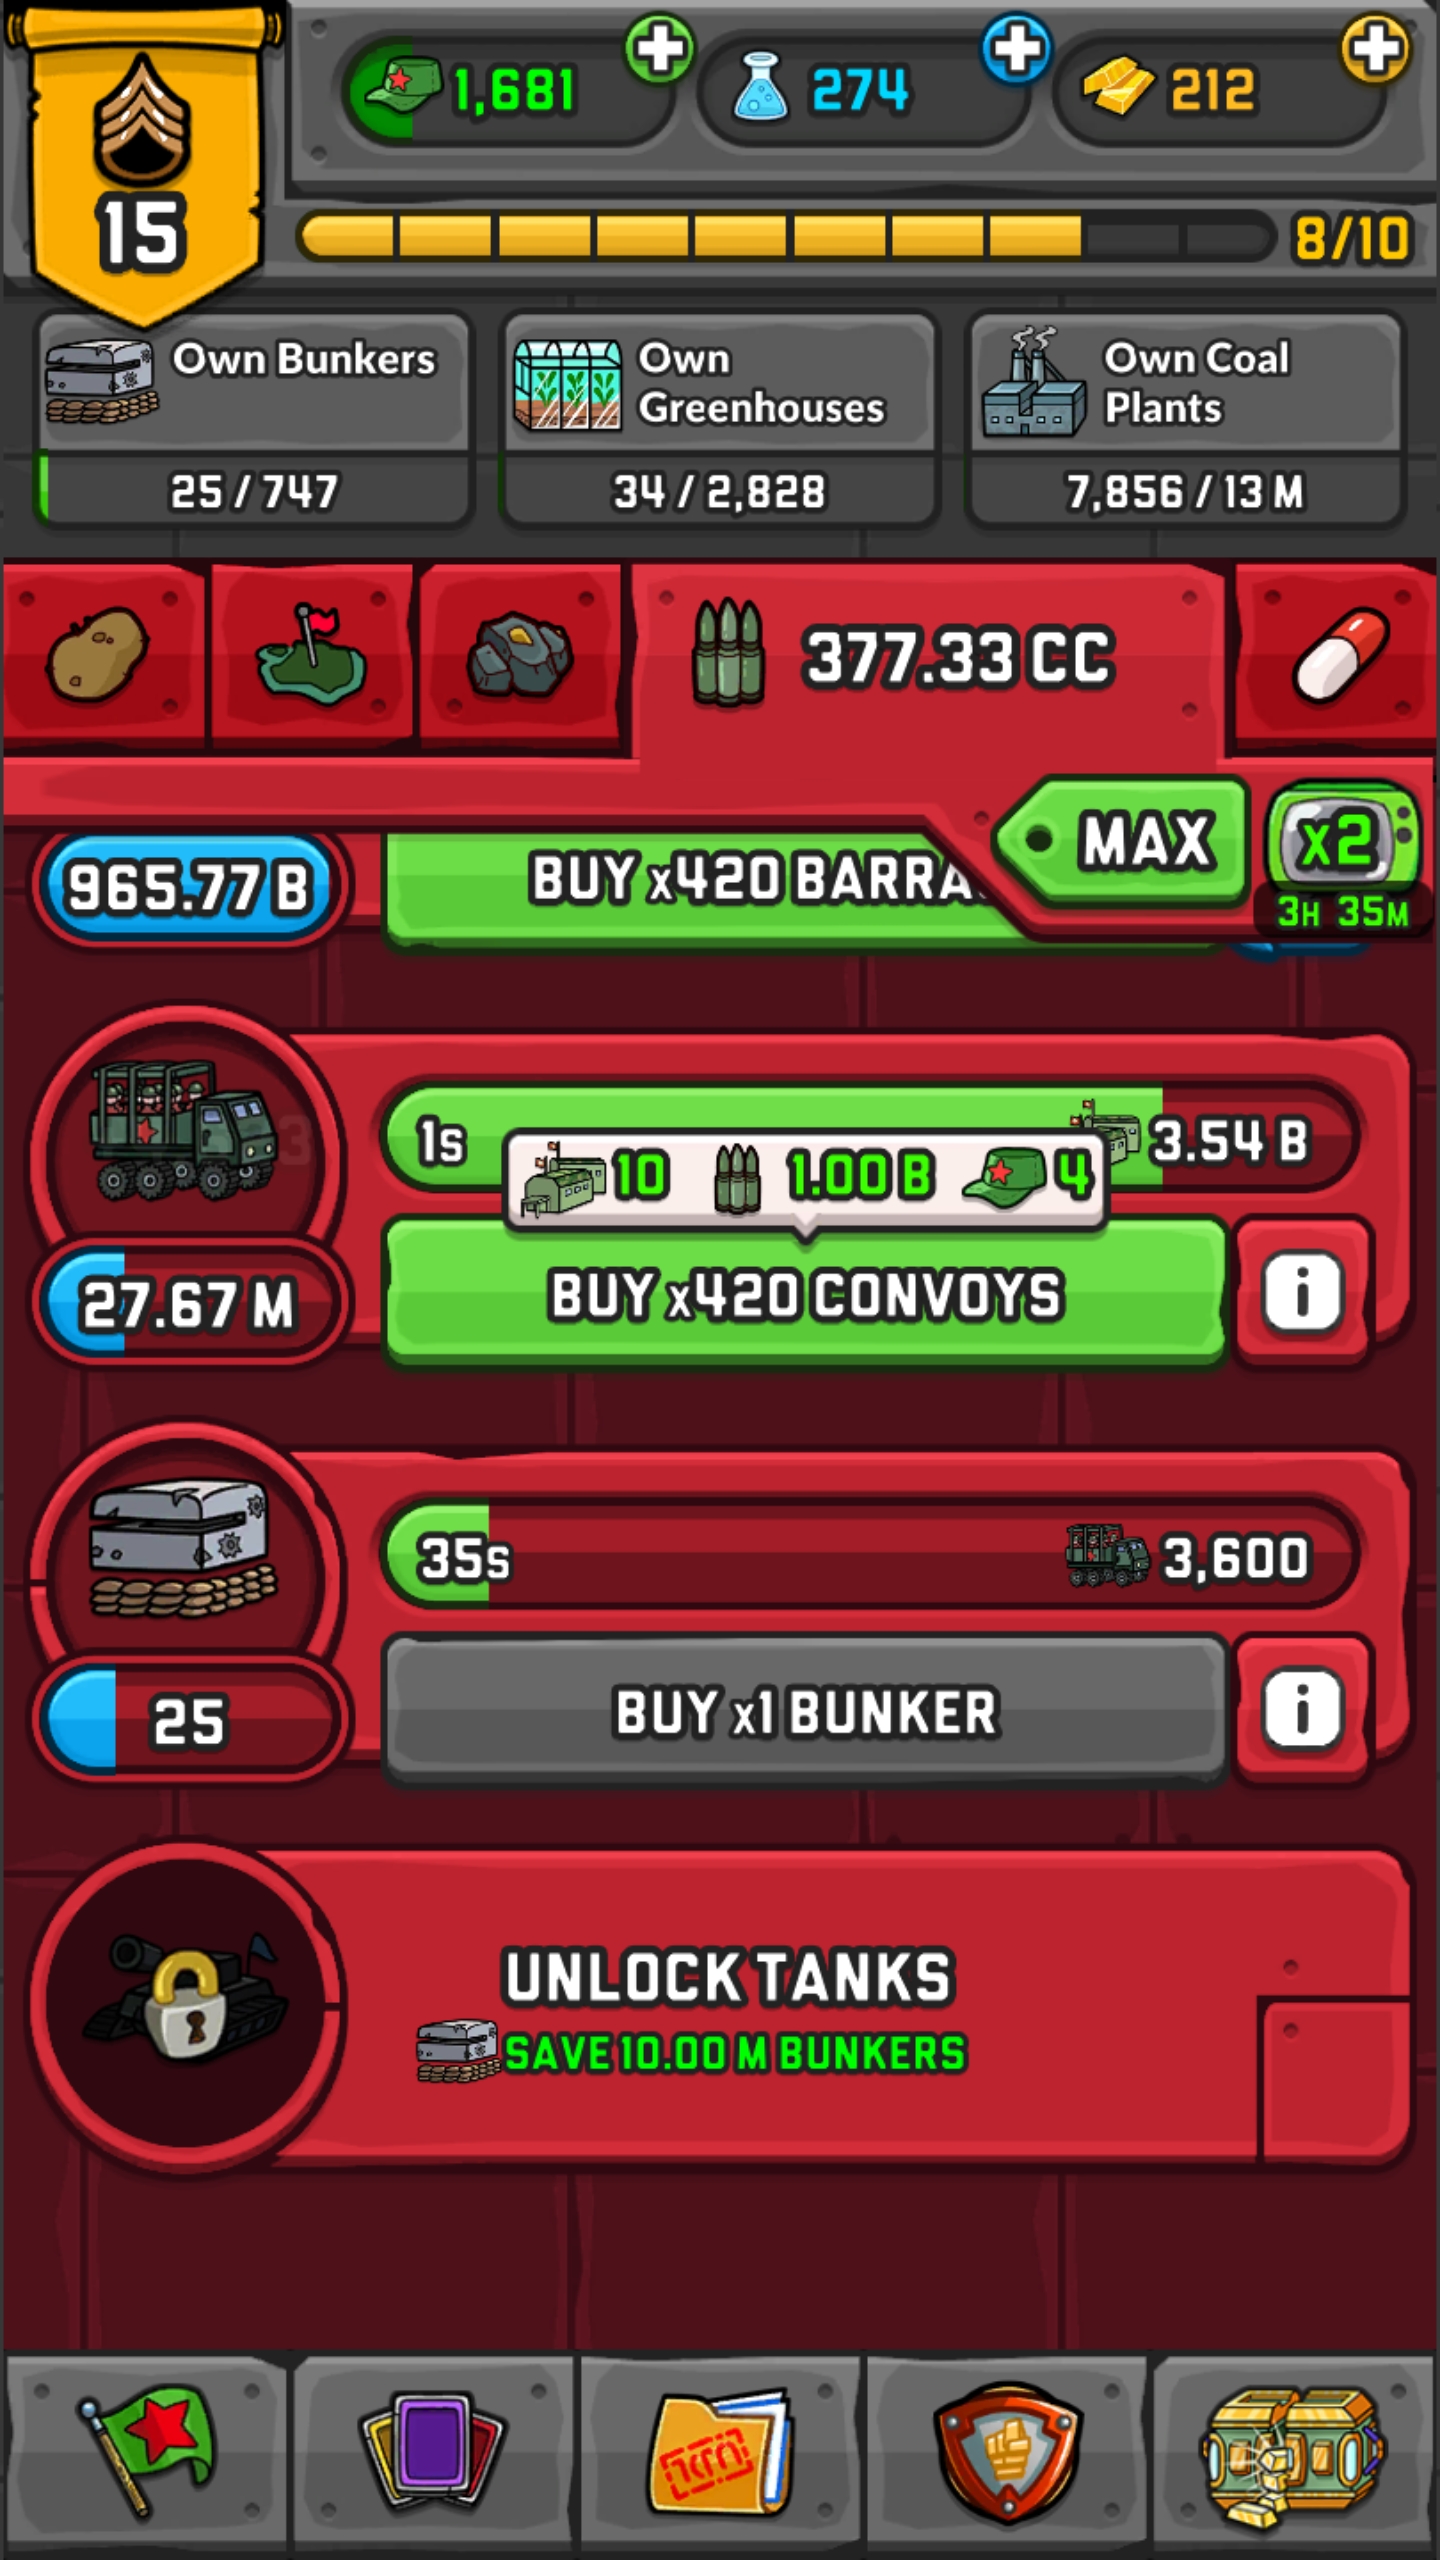 1,681
274
212
15
8/10
Own Bunkers
25 / 747
Own
Greenhouses
34 / 2,828
Own Coal
Plants
7,856 / 13 M
377.33 CC
MAX
x2
3H 35M
965.77 B
BUY x420 BARRA
1s
3.54 B
10
1.00 B
4
27.67 M
BUY x420 CONVOYS
i
35s
3,600
25
BUY x1 BUNKER
i
UNLOCK TANKS
SAVE 10.00 M BUNKERS